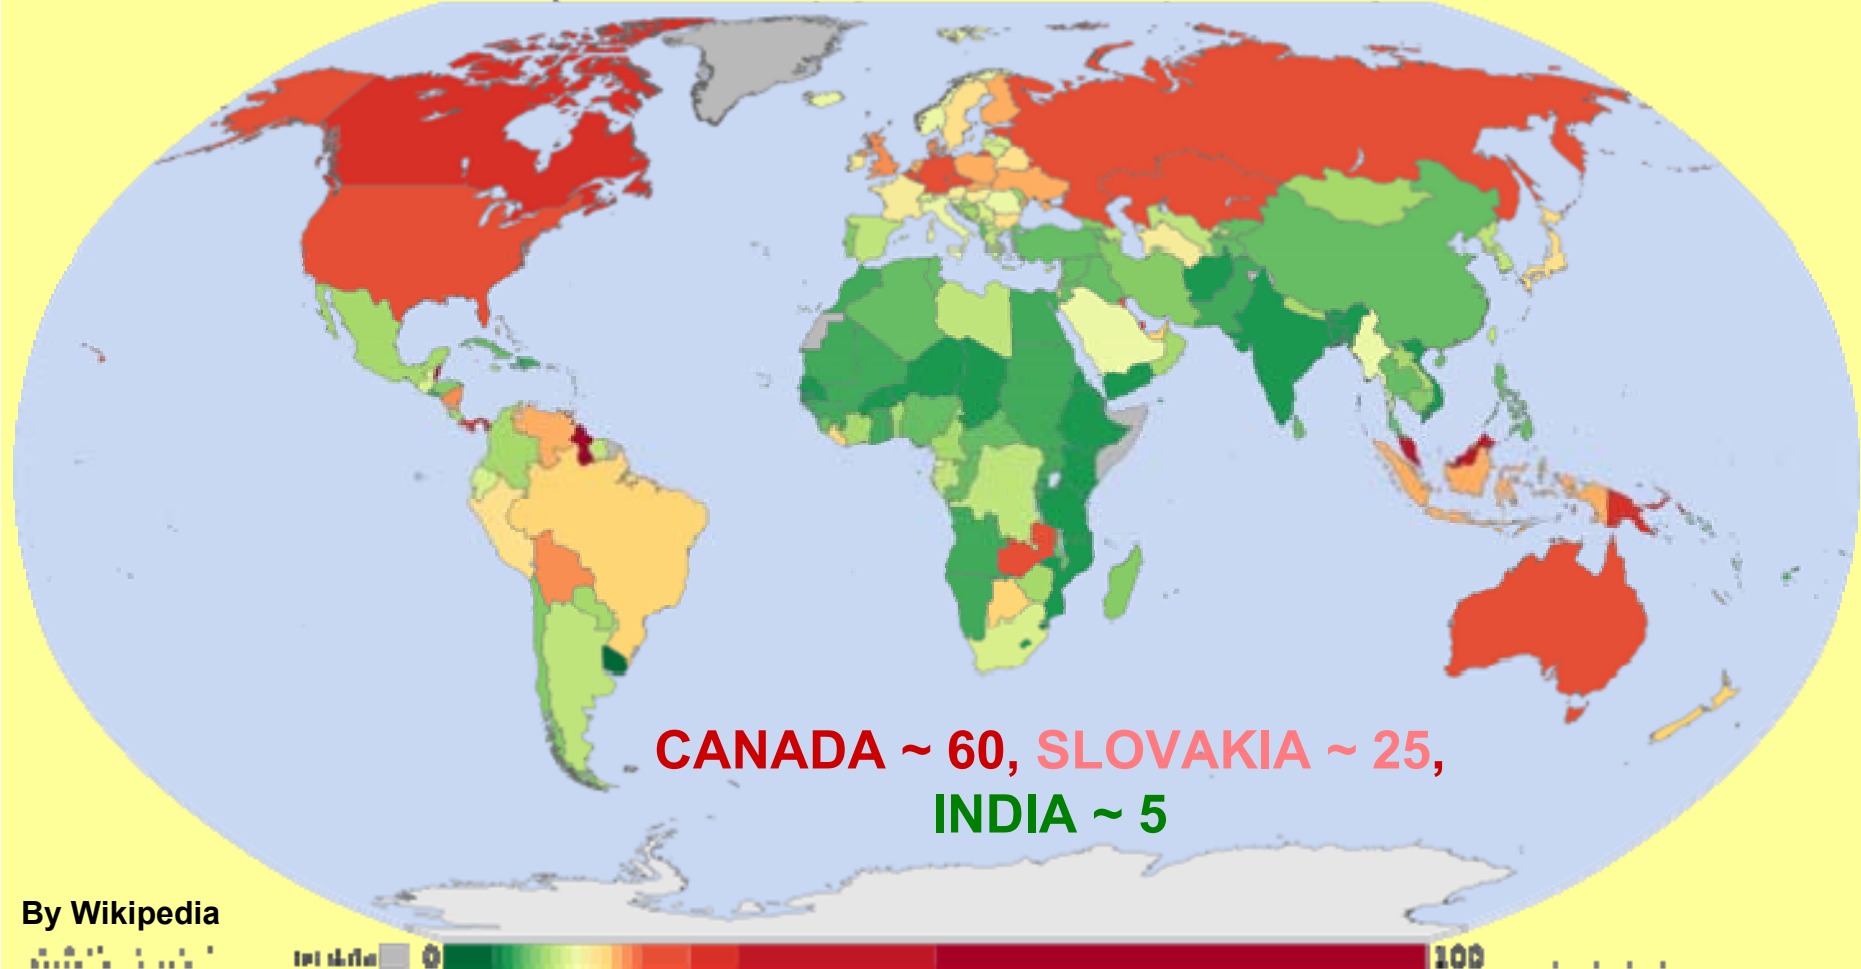 CANADA ~ 60, SLOVAKIA ~ 25,
INDIA ~ 5
By Wikipedia
0
100